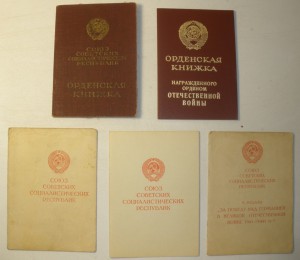 СОЮЗ
СОВЕТСКИХ
СОЦИАЛИСТИЧЕСКИХ
РЕСПУБЛИК
ОРДЕНСКАЯ
КНИЖКА
ОРДЕНСКАЯ
КНИЖКА
НАГРАЖДЕННОГО
ОРДЕНОМ
ОТЕЧЕСТВЕННОЙ
ВОЙНЫ
СОЮЗ
СОВЕТСКИХ
СОЦИАЛИСТИЧЕСКИХ
РЕСПУБЛИК
СОЮЗ
СОВЕТСКИХ
СОЦИАЛИСТИЧЕСКИХ
РЕСПУБЛИК
СОЮЗ
СОВЕТСКИХ
СОЦИАЛИСТИЧЕСКИХ
РЕСПУБЛИК